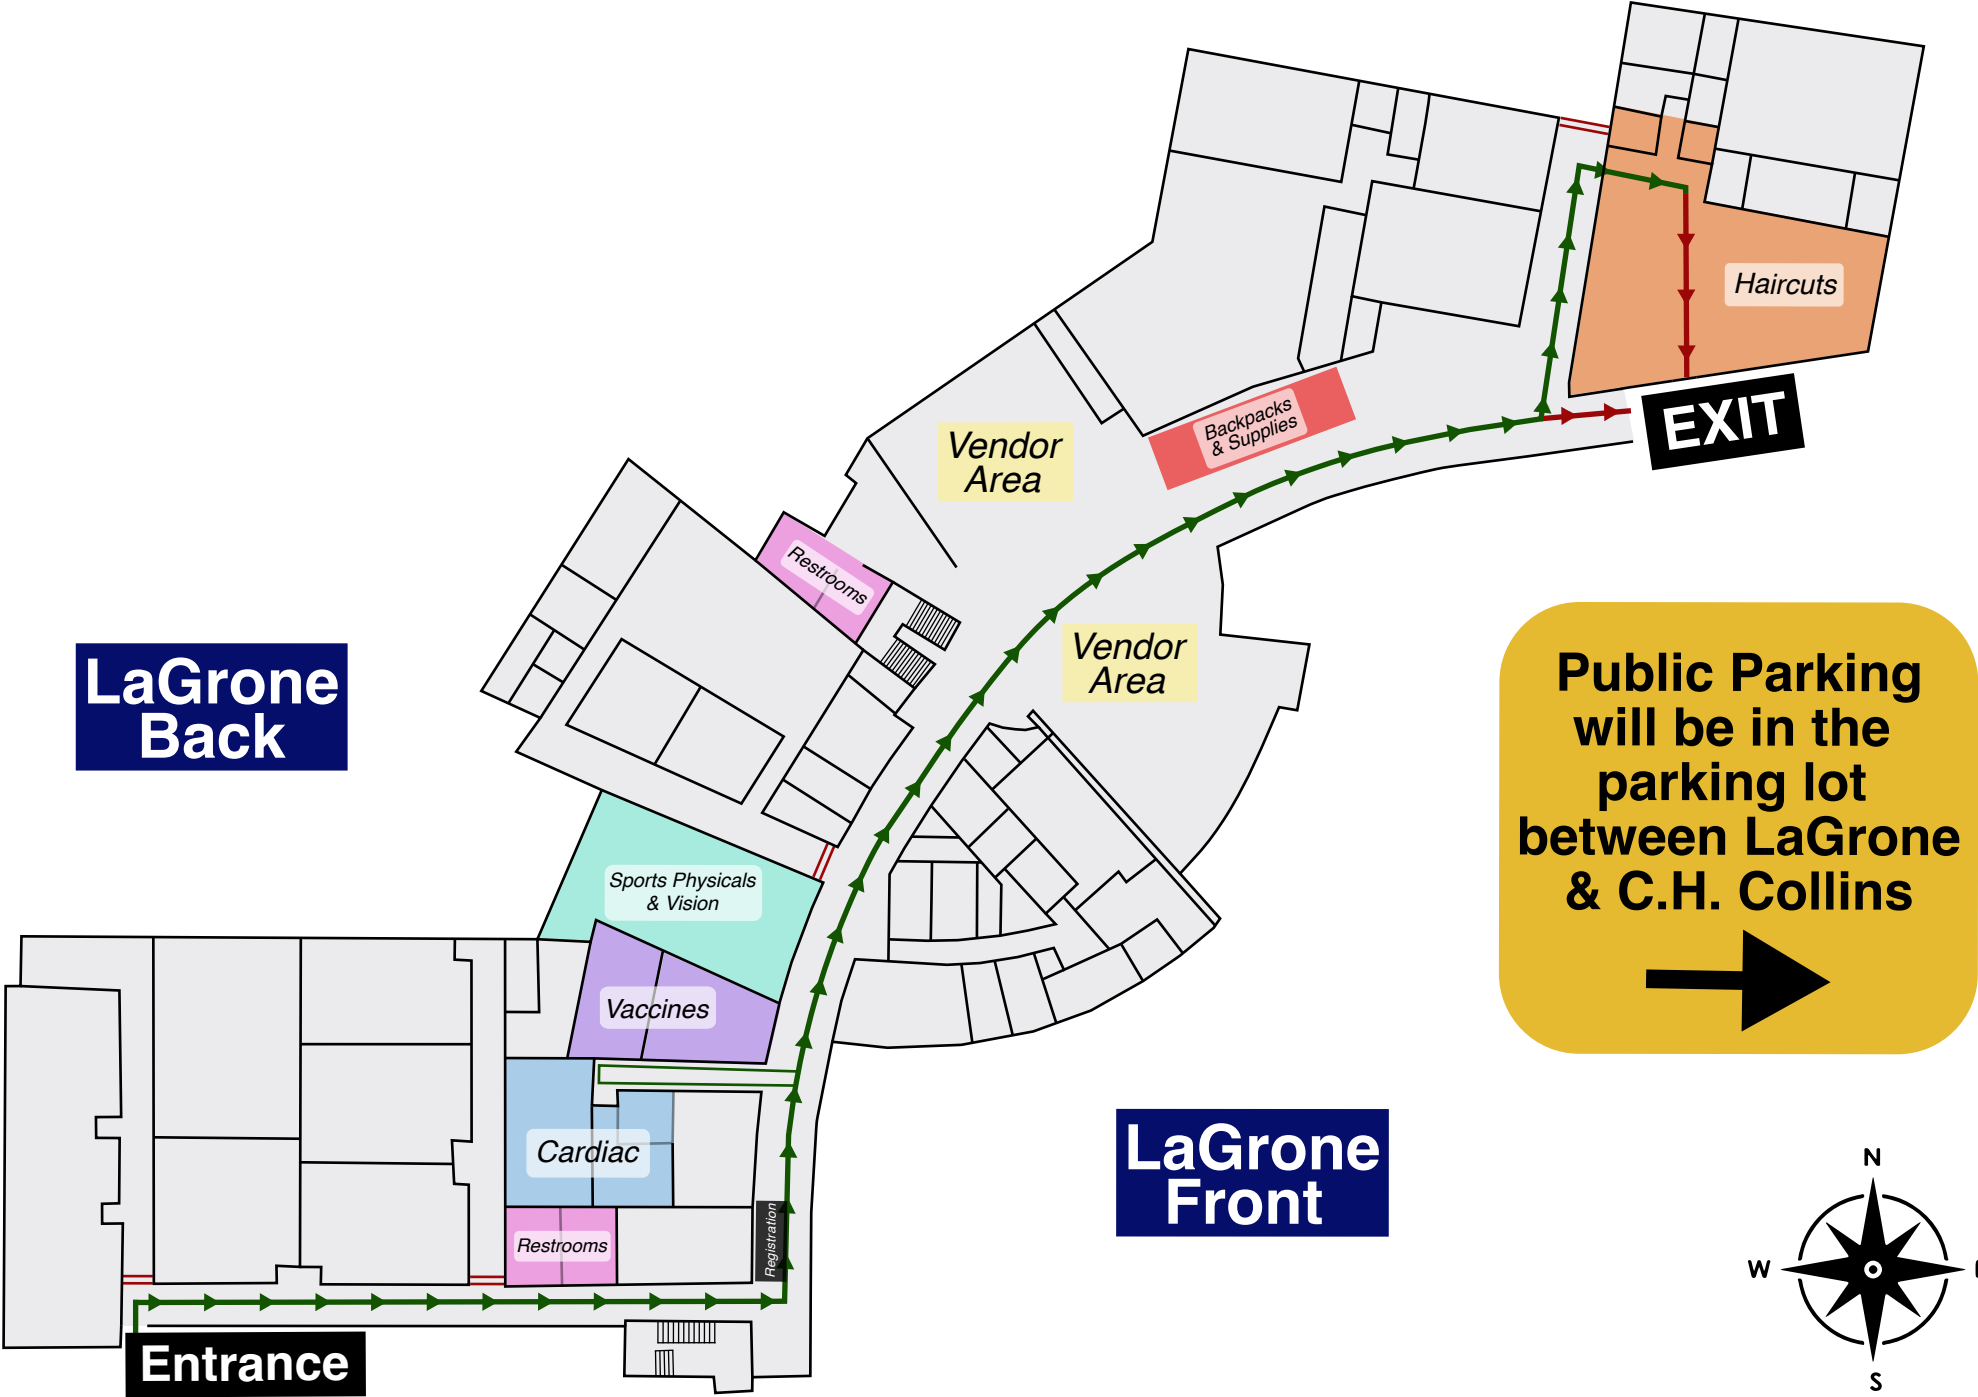 Haircuts
Backpacks
& Supplies
EXIT
Vendor
Area
Restrooms
Vendor
Area
LaGrone
Back
Public Parking
will be in the
parking lot
between LaGrone
& C.H. Collins
Sports Physicals
& Vision
Vaccines
Cardiac
LaGrone
Front
Registration
Restrooms
Entrance
N
W
S